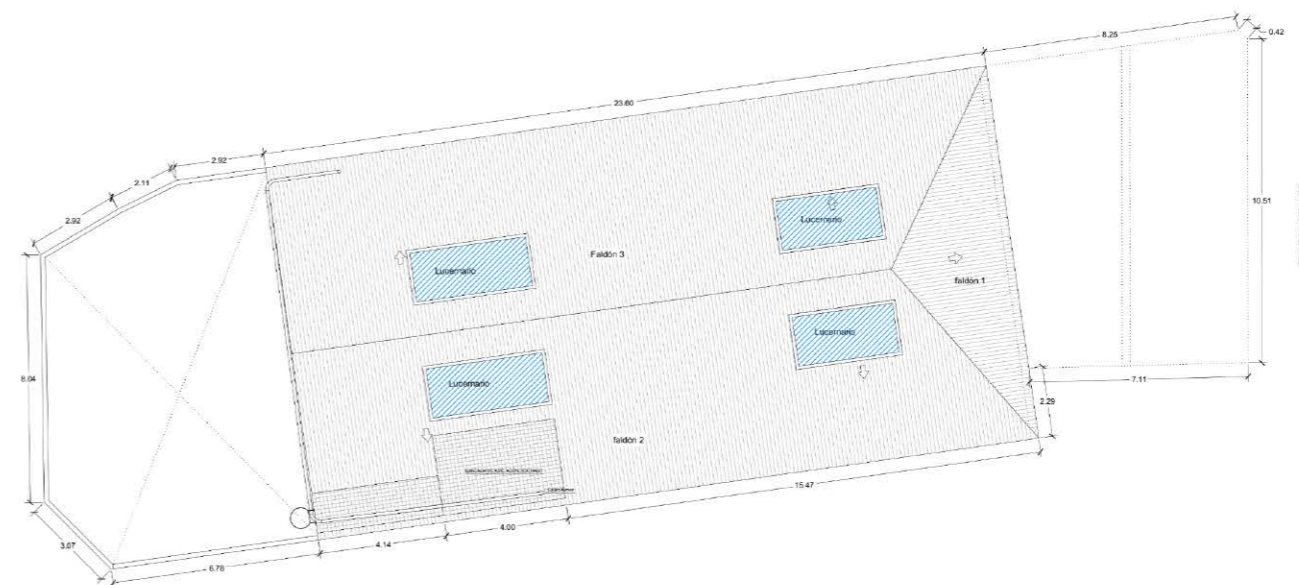 8.25
0.42
23.60
2.92
2.11
2.92
10.51
Lucernario
Faldón 3
faldón 1
Lucernario
Lucernario
Lucernario
8.04
7.11
2.29
faldón 2
15.47
4.00
3.07
4.14
6.78